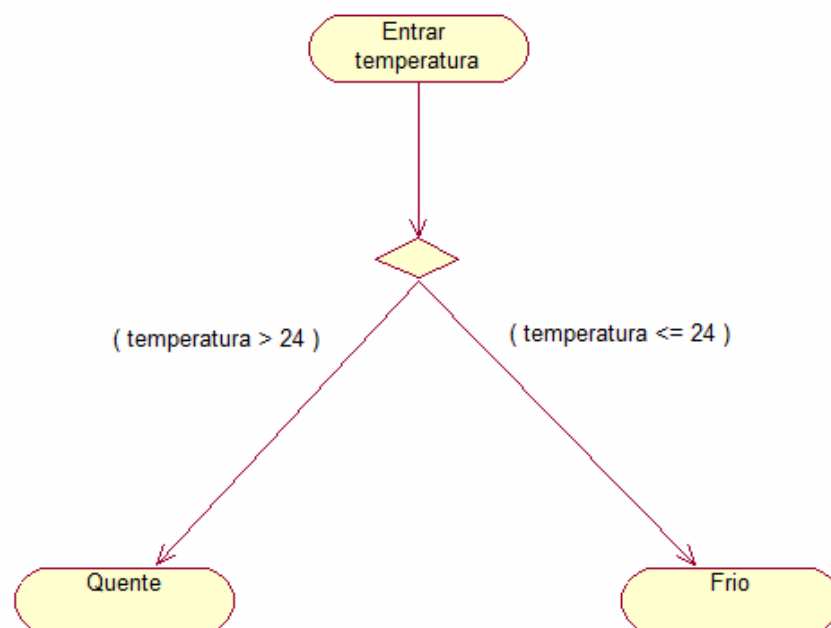 Entrar
temperatura
( temperatura > 24 )
( temperatura <= 24 )
Quente
Frio